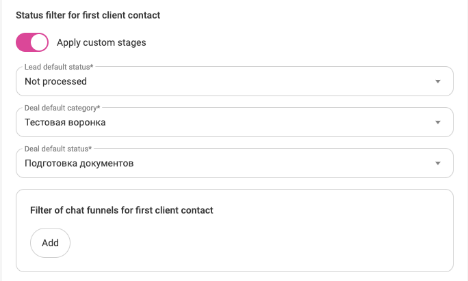 Status filter for first client contact
Apply custom stages
Lead default status*
Not processed
Deal default category*
Тестовая воронка
Deal default status*
Подготовка документов
Filter of chat funnels for first client contact
Add